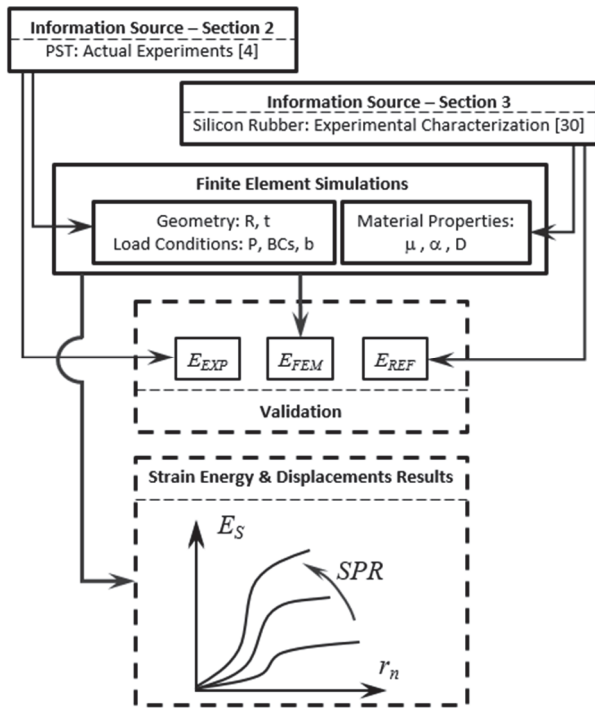 Information Source – Section 2
PST: Actual Experiments [4]
Information Source – Section 3
Silicon Rubber: Experimental Characterization [30]
Finite Element Simulations
Geometry: R, t
Load Conditions: P, BCs, b
Material Properties:
μ , α , D
E_EXP
E_FEM
E_REF
Validation
Strain Energy & Displacements Results
E_S
SPR
r_n